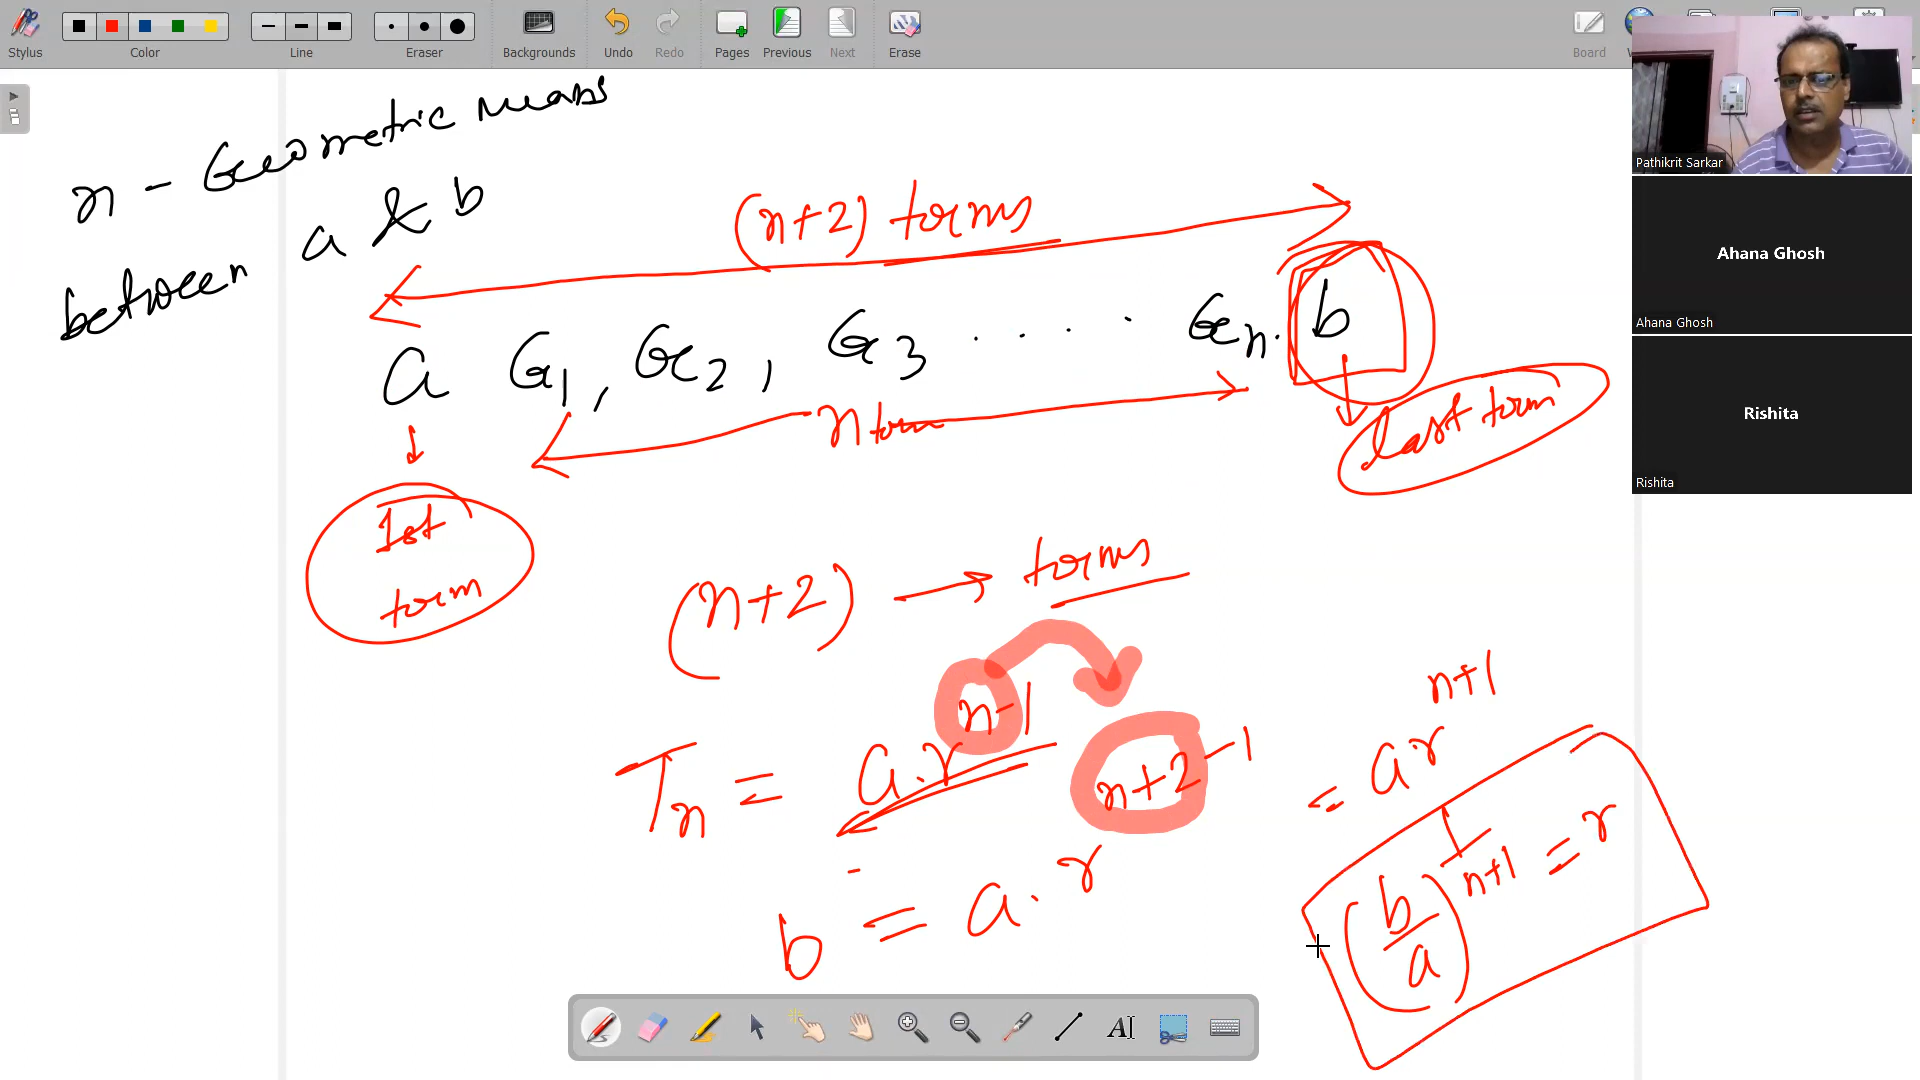 Stylus
Color
Line
Eraser
Backgrounds
Undo
Redo
Pages
Previous
Next
Erase
Board
n - Geometric Means
between a & b
(n+2) terms
a G1, G2, G3 .... Gn. b
n term
1st term
last term
(n+2) → terms
Tn = a.r^n-1
b = a.r^n+2-1
= a.r^n+1
(b/a)^1/n+1 = r
Pathikrit Sarkar
Ahana Ghosh
Ahana Ghosh
Rishita
Rishita